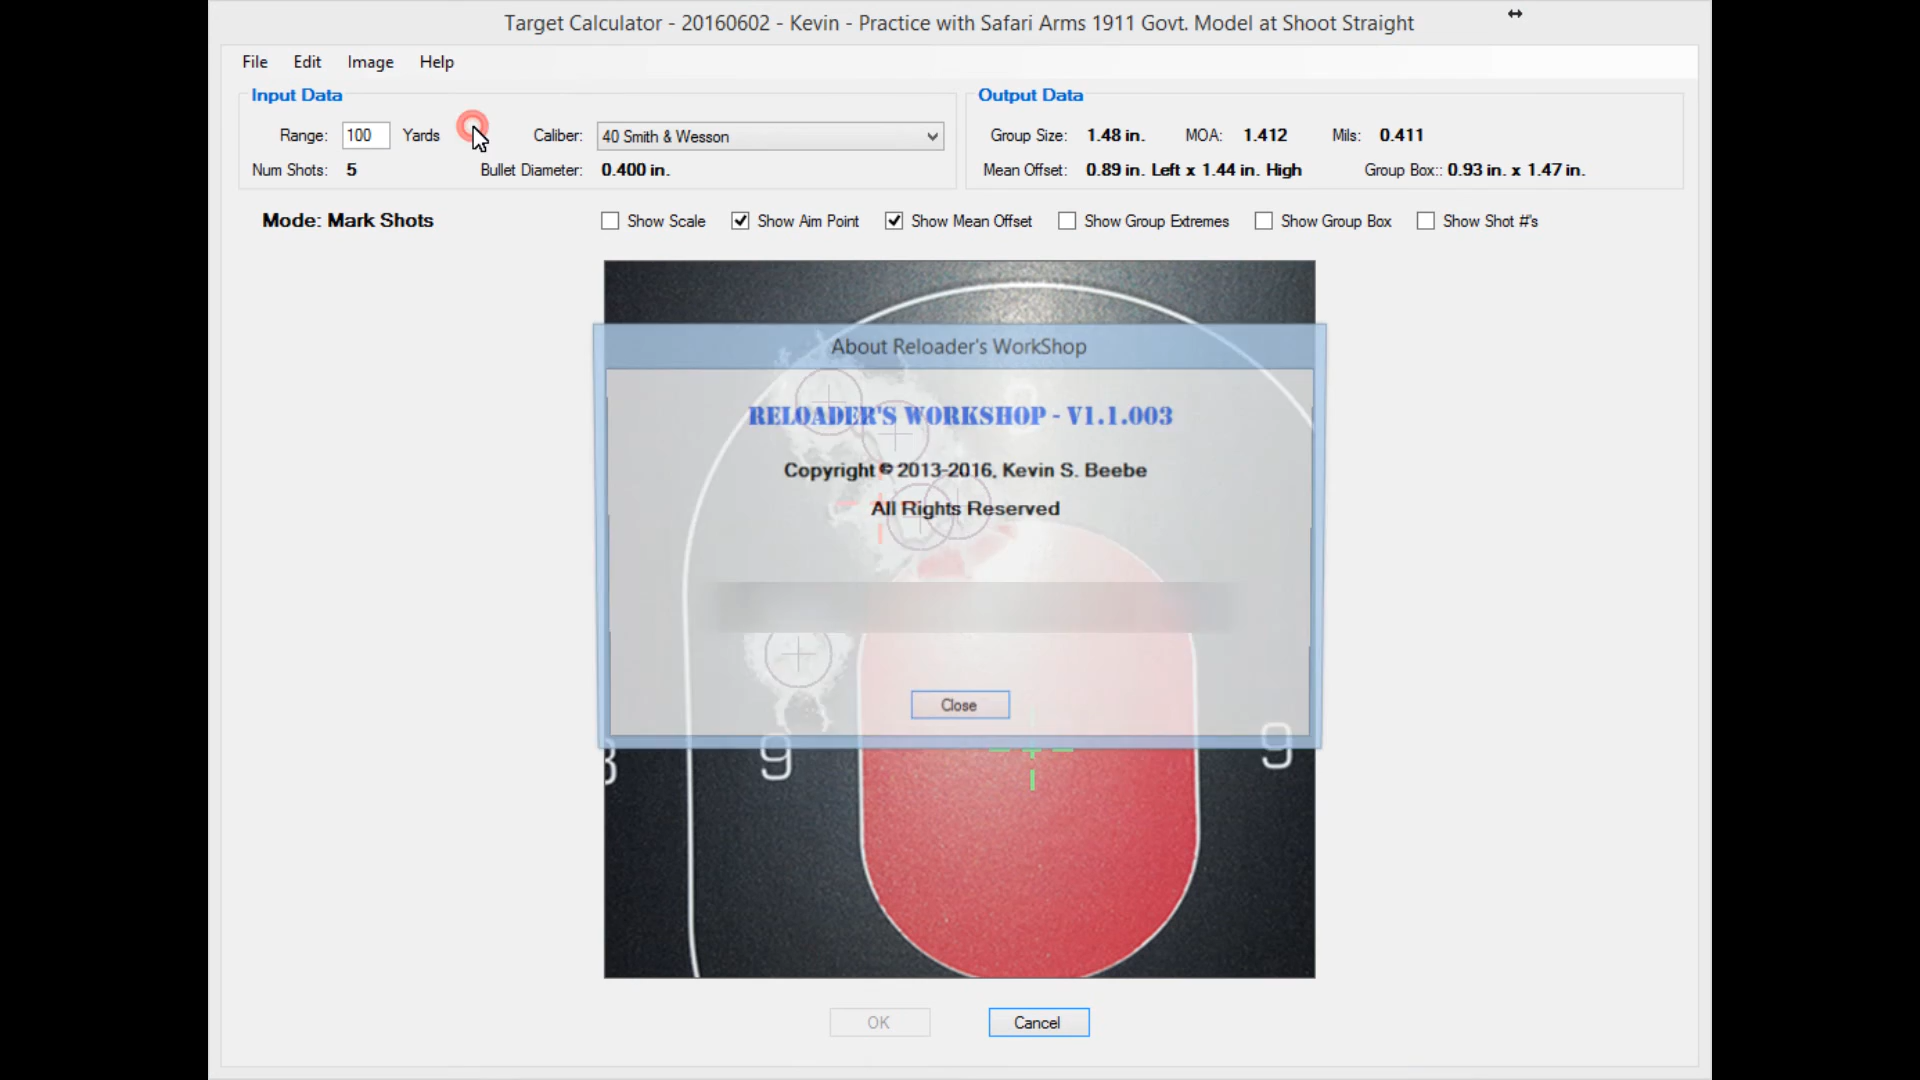 Target Calculator - 20160602 - Kevin - Practice with Safari Arms 1911 Govt. Model at Shoot Straight
File Edit Image Help
Input Data
Output Data
Range: 100 Yards Caliber: 40 Smith & Wesson
Group Size: 1.48 in. MOA: 1.412 Mils: 0.411
Num Shots: 5 Bullet Diameter: 0.400 in.
Mean Offset: 0.89 in. Left x 1.44 in. High Group Box:: 0.93 in. x 1.47 in.
Mode: Mark Shots
Show Scale Show Aim Point Show Mean Offset Show Group Extremes Show Group Box Show Shot #'s
About Reloader's WorkShop
RELOADER'S WORKSHOP - V1.1.003
Copyright © 2013-2016, Kevin S. Beebe
All Rights Reserved
Close
8 9 9
OK Cancel